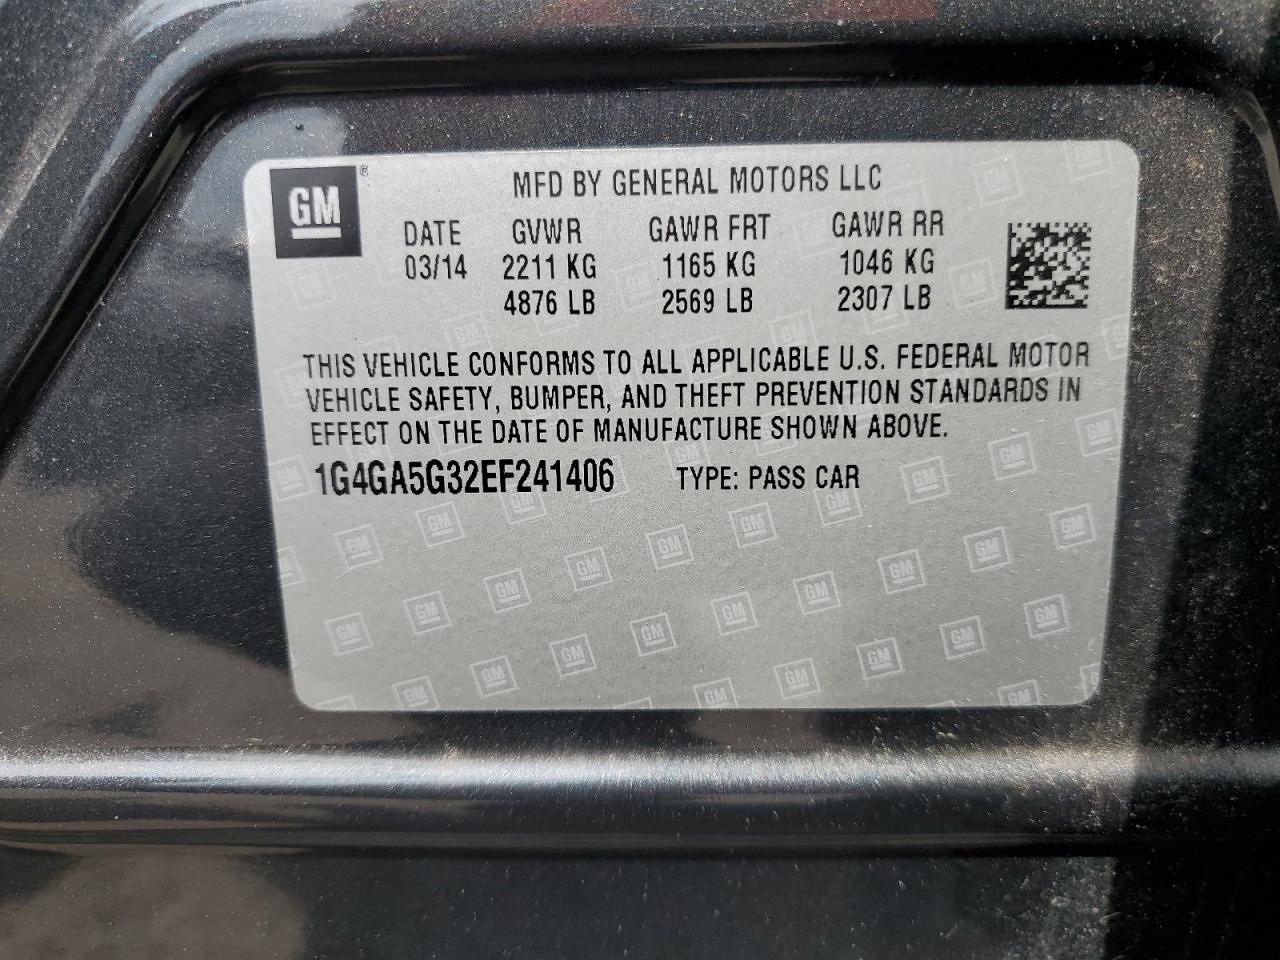 GM ®
MFD BY GENERAL MOTORS LLC
DATE GVWR GAWR FRT GAWR RR
03/14 2211 KG 1165 KG 1046 KG
4876 LB 2569 LB 2307 LB
THIS VEHICLE CONFORMS TO ALL APPLICABLE U.S. FEDERAL MOTOR
VEHICLE SAFETY, BUMPER, AND THEFT PREVENTION STANDARDS IN
EFFECT ON THE DATE OF MANUFACTURE SHOWN ABOVE.
1G4GA5G32EF241406 TYPE: PASS CAR